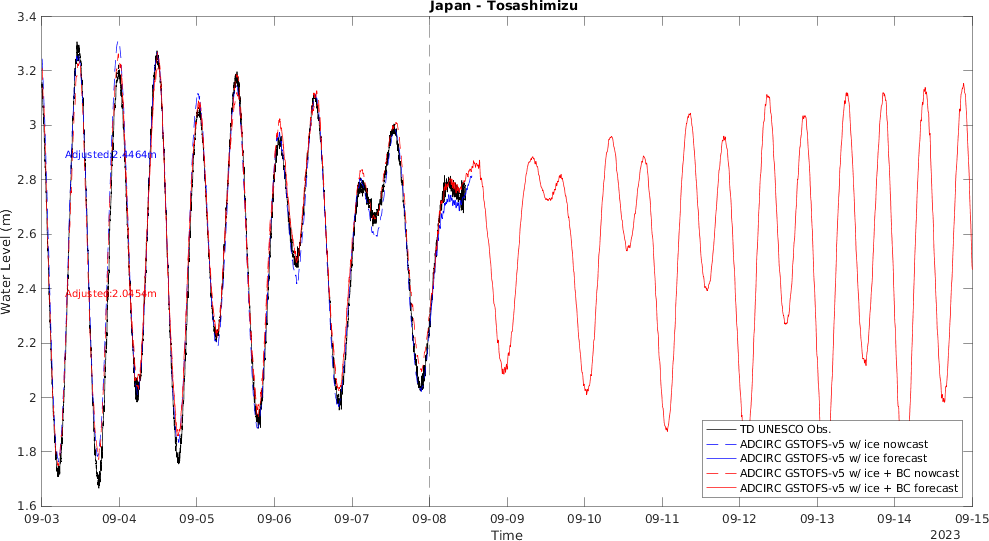 Japan - Tosashimizu
3.4
3.2
3
2.8
2.6
2.4
2.2
2
1.8
1.6
Water Level (m)
Adjusted:2.4464m
Adjusted:2.0454m
TD UNESCO Obs.
ADCIRC GSTOFS-v5 w/ ice nowcast
ADCIRC GSTOFS-v5 w/ ice forecast
ADCIRC GSTOFS-v5 w/ ice + BC nowcast
ADCIRC GSTOFS-v5 w/ ice + BC forecast
09-03 09-04 09-05 09-06 09-07 09-08 09-09 09-10 09-11 09-12 09-13 09-14 09-15
Time
2023